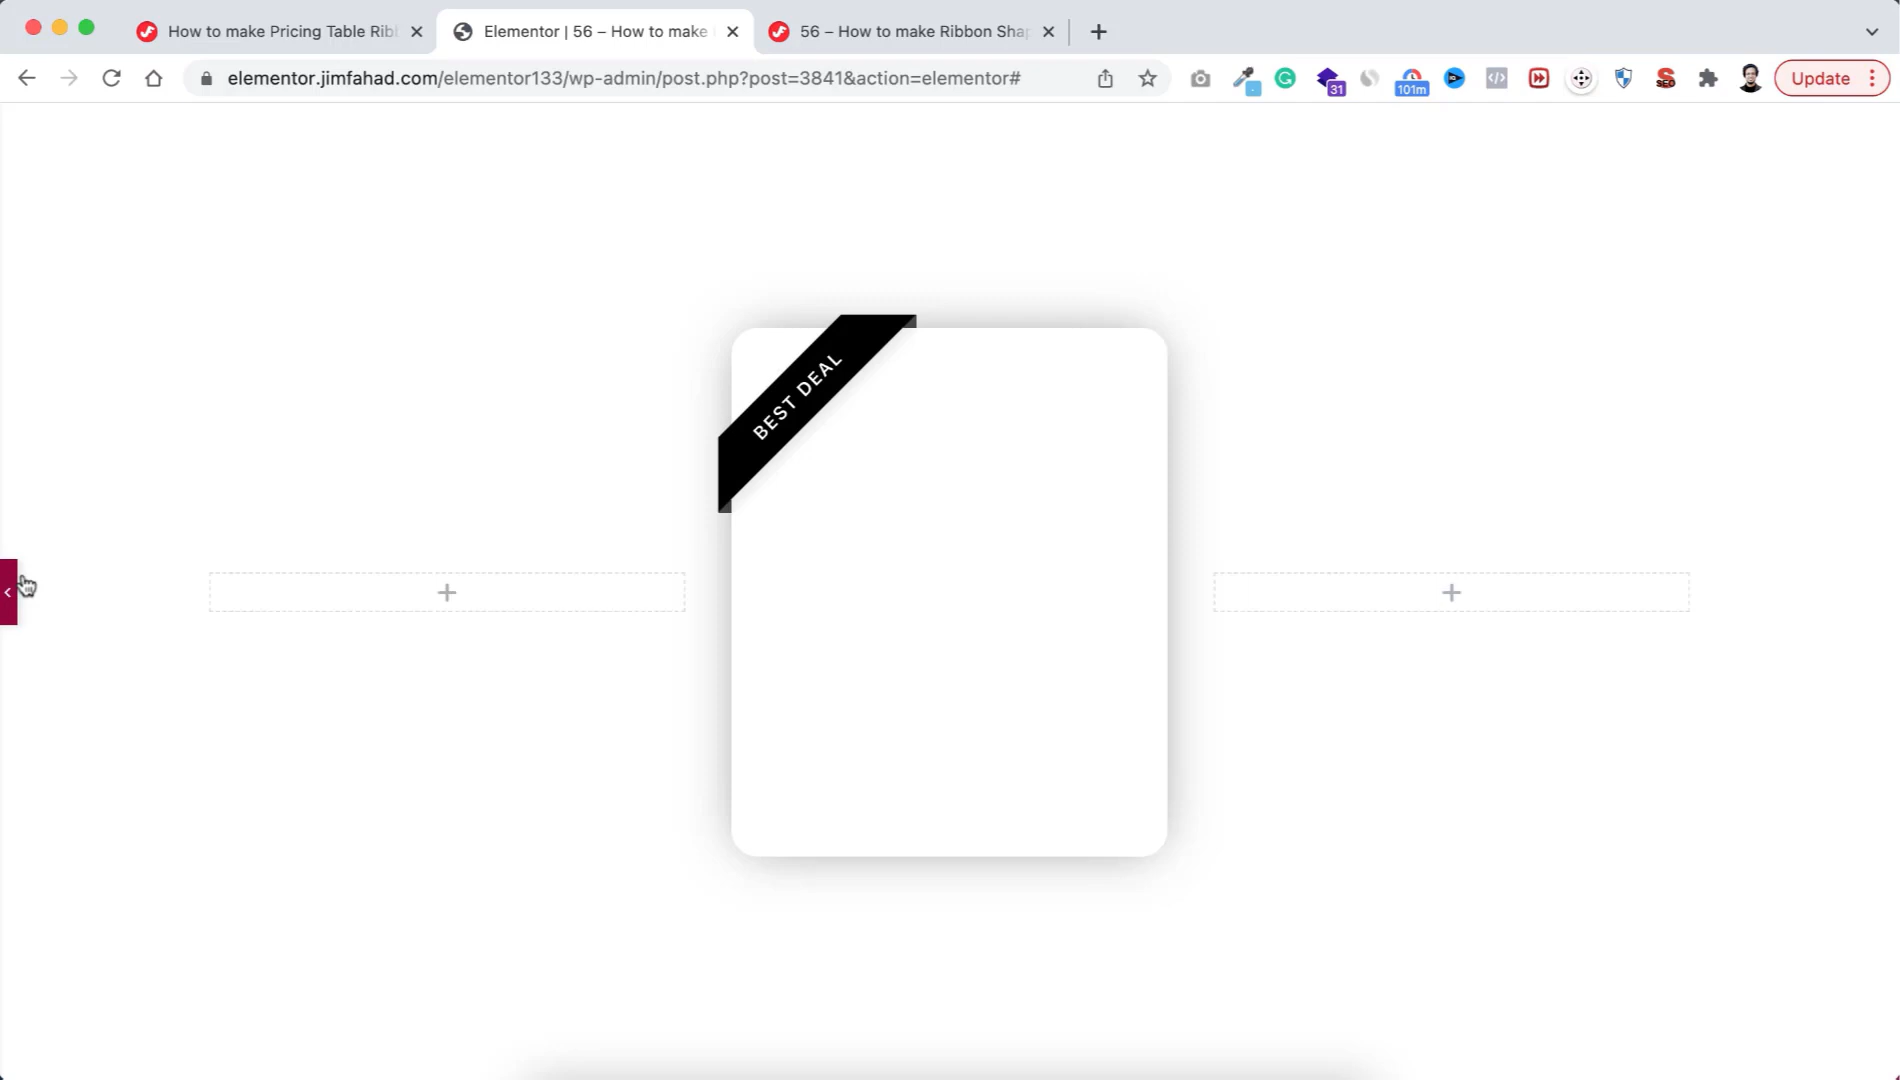 How to make Pricing Table Rib
Elementor | 56 – How to make
56 – How to make Ribbon Sha
elementor.jimfahad.com/elementor133/wp-admin/post.php?post=3841&action=elementor#
31
101m
SEO
Update
BEST DEAL